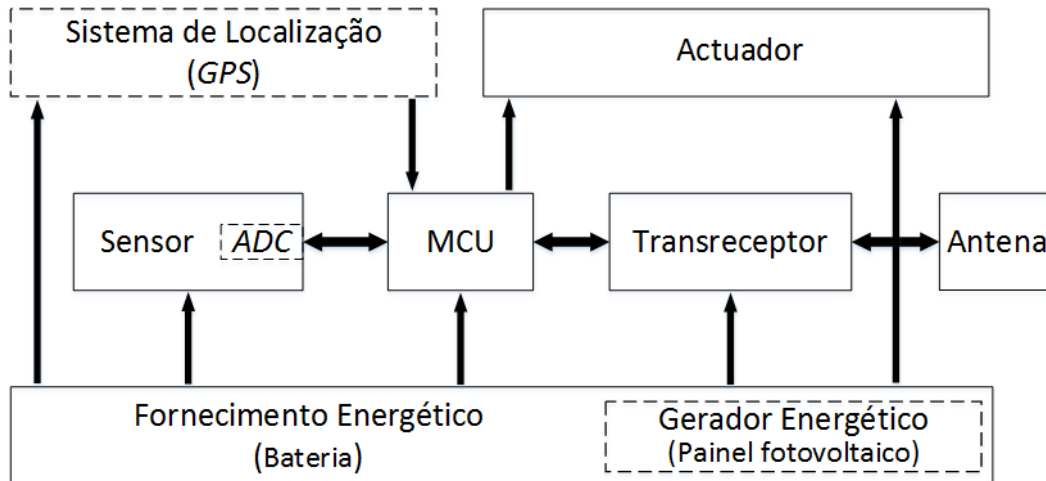 Sistema de Localização
(GPS)
Actuador
Sensor
ADC
MCU
Transreceptor
Antena
Fornecimento Energético
(Bateria)
Gerador Energético
(Painel fotovoltaico)